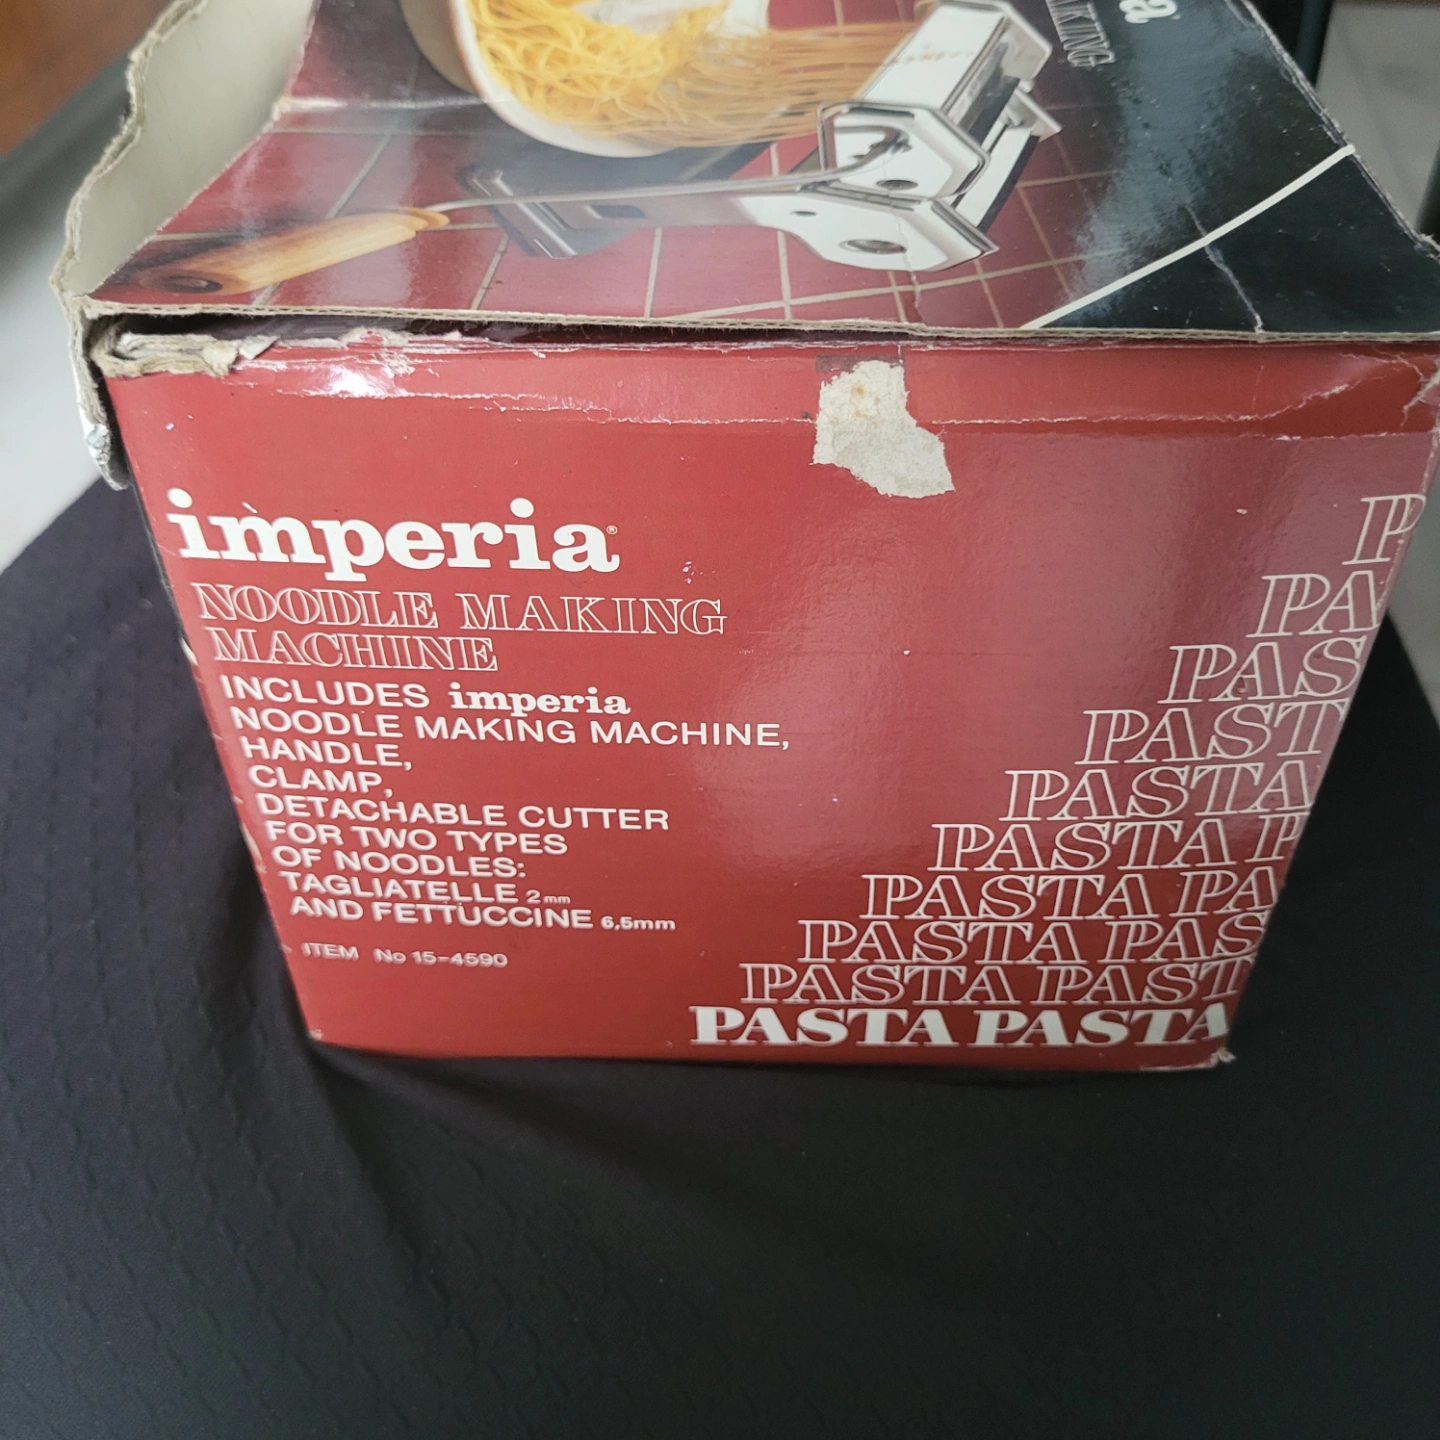 a
KING
imperia®
NOODLE MAKING
MACHINE
INCLUDES imperia
NOODLE MAKING MACHINE,
HANDLE,
CLAMP,
DETACHABLE CUTTER
FOR TWO TYPES
OF NOODLES:
TAGLIATELLE 2mm
AND FETTUCCINE 6,5mm
ITEM No 15-4590
P
PA
PAS
PAST
PASTA
PASTA P
PASTA PA
PASTA PAS
PASTA PAST
PASTA PASTA